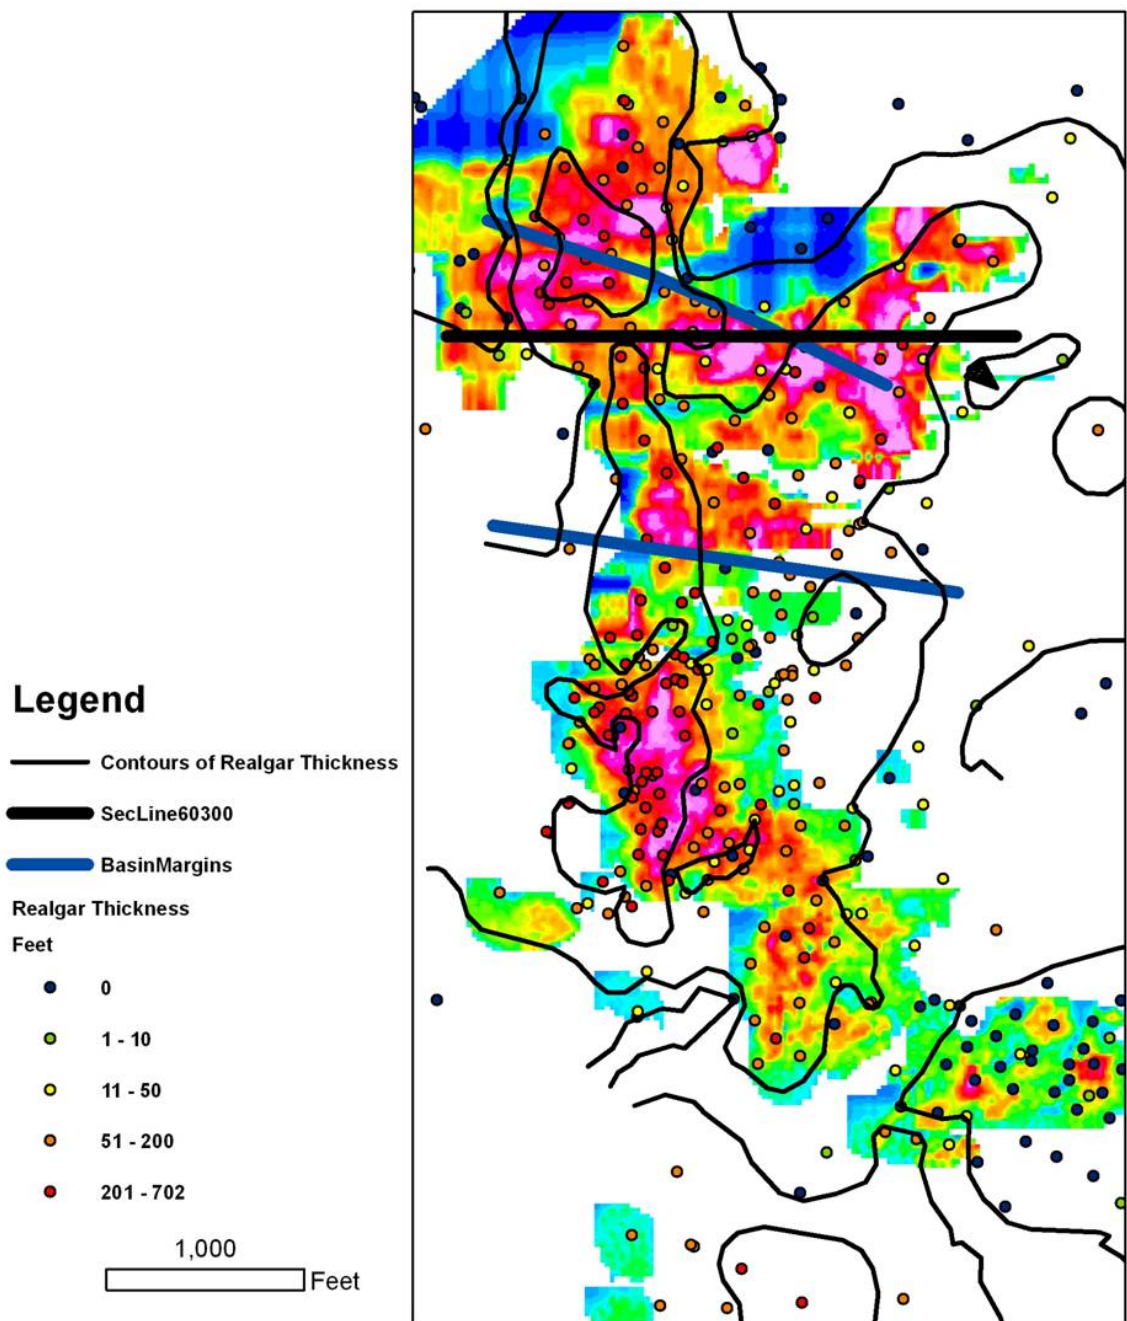 Legend
Contours of Realgar Thickness
SecLine60300
BasinMargins
Realgar Thickness
Feet
0
1 - 10
11 - 50
51 - 200
201 - 702
1,000
Feet